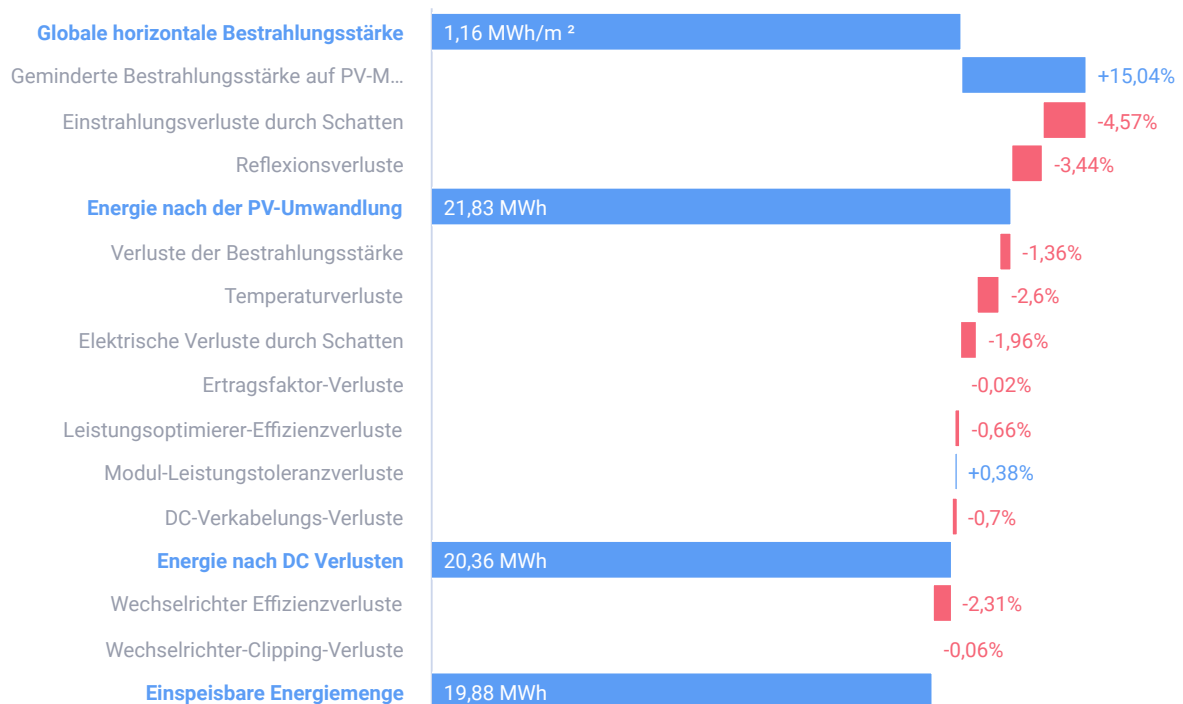 Globale horizontale Bestrahlungsstärke 1,16 MWh/m ²
Geminderte Bestrahlungsstärke auf PV-M... +15,04%
Einstrahlungsverluste durch Schatten -4,57%
Reflexionsverluste -3,44%
Energie nach der PV-Umwandlung 21,83 MWh
Verluste der Bestrahlungsstärke -1,36%
Temperaturverluste -2,6%
Elektrische Verluste durch Schatten -1,96%
Ertragsfaktor-Verluste -0,02%
Leistungsoptimierer-Effizienzverluste -0,66%
Modul-Leistungstoleranzverluste +0,38%
DC-Verkabelungs-Verluste -0,7%
Energie nach DC Verlusten 20,36 MWh
Wechselrichter Effizienzverluste -2,31%
Wechselrichter-Clipping-Verluste -0,06%
Einspeisbare Energiemenge 19,88 MWh